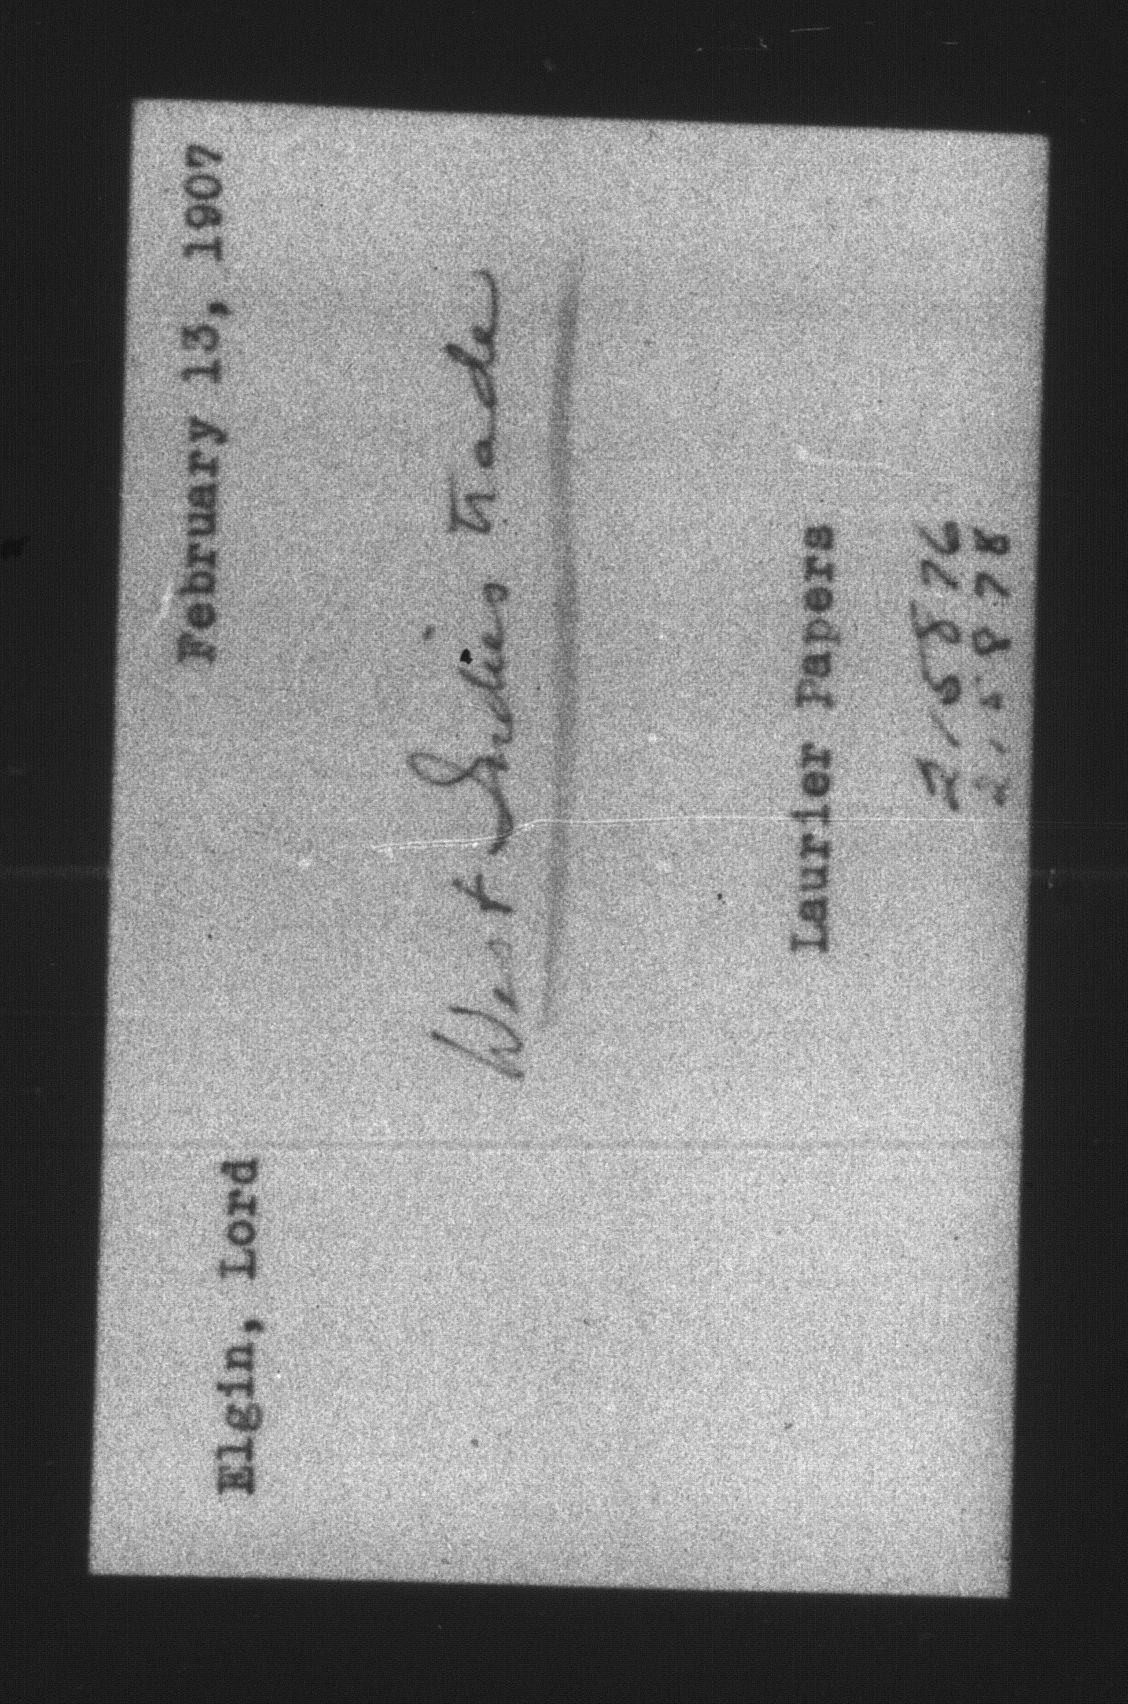 Elgin, Lord
February 13, 1907
West Indies trade
Laurier Papers
215876
215878